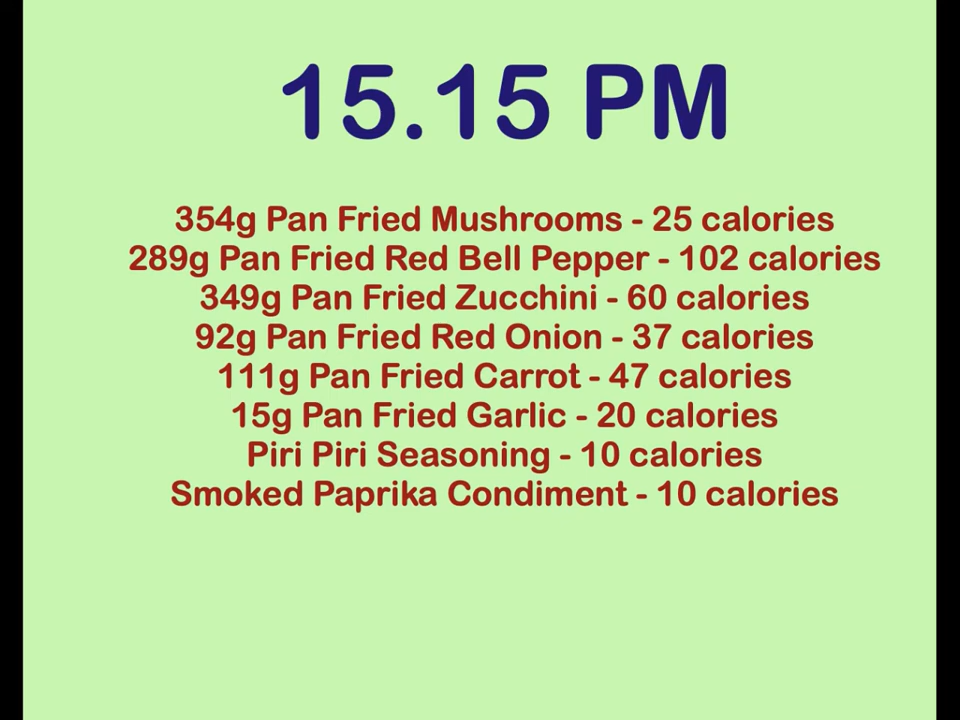 15.15 PM
354g Pan Fried Mushrooms - 25 calories
289g Pan Fried Red Bell Pepper - 102 calories
349g Pan Fried Zucchini - 60 calories
92g Pan Fried Red Onion - 37 calories
111g Pan Fried Carrot - 47 calories
15g Pan Fried Garlic - 20 calories
Piri Piri Seasoning - 10 calories
Smoked Paprika Condiment - 10 calories